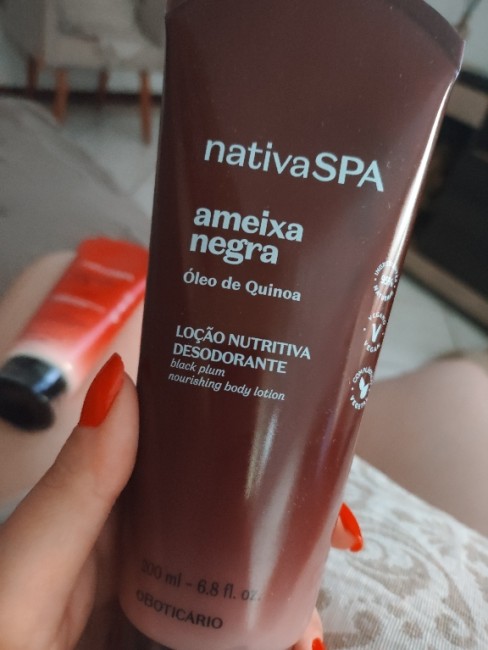 nativaSPA
ameixa
negra
Óleo de Quinoa
LOÇÃO NUTRITIVA
DESODORANTE
black plum
nourishing body lotion
200 ml - 6.8 fl. oz.
OBOTICÁRIO